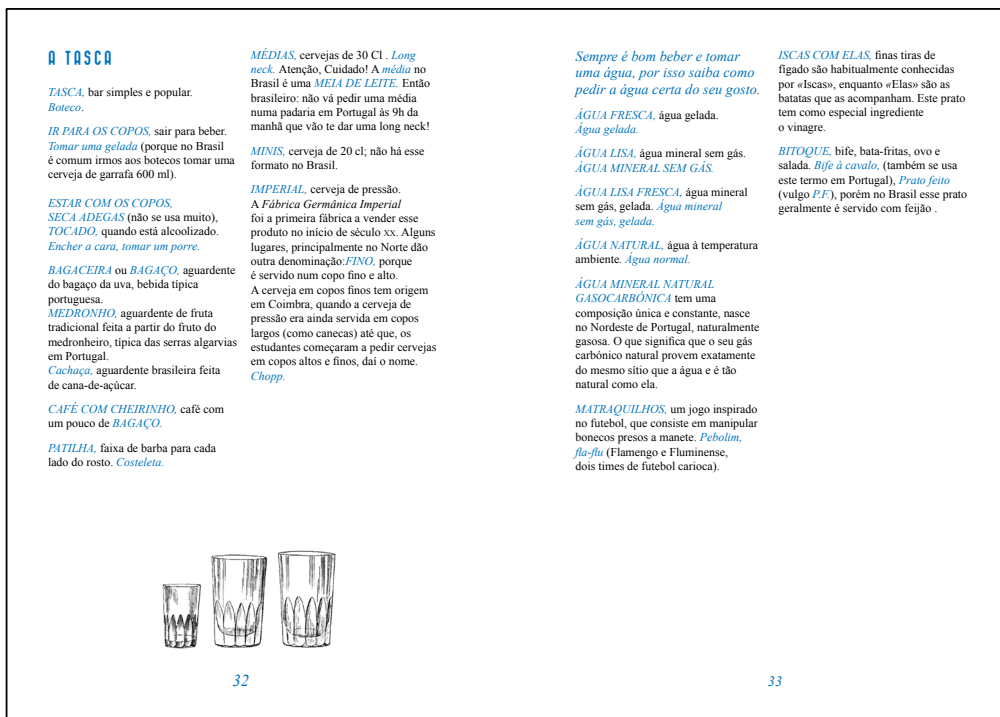 A TASCA
TASCA, bar simples e popular.
Boteco.
IR PARA OS COPOS, sair para beber.
Tomar uma gelada (porque no Brasil
é comum irmos aos botecos tomar uma
cerveja de garrafa 600 ml).
ESTAR COM OS COPOS,
SECA ADEGAS (não se usa muito),
TOCADO, quando está alcoolizado.
Encher a cara, tomar um porre.
BAGACEIRA ou BAGAÇO, aguardente
do bagaço da uva, bebida típica
portuguesa.
MEDRONHO, aguardente de fruta
tradicional feita a partir do fruto do
medronheiro, típica das serras algarvias
em Portugal.
Cachaça, aguardente brasileira feita
de cana-de-açúcar.
CAFÉ COM CHEIRINHO, café com
um pouco de BAGAÇO.
PATILHA, faixa de barba para cada
lado do rosto. Costeleta.
MÉDIAS, cervejas de 30 Cl . Long
neck. Atenção, Cuidado! A média no
Brasil é uma MEIA DE LEITE. Então
brasileiro: não vá pedir uma média
numa padaria em Portugal às 9h da
manhã que vão te dar uma long neck!
MINIS, cerveja de 20 cl; não há esse
formato no Brasil.
IMPERIAL, cerveja de pressão.
A Fábrica Germânica Imperial
foi a primeira fábrica a vender esse
produto no início de século XX. Alguns
lugares, principalmente no Norte dão
outra denominação:FINO, porque
é servido num copo fino e alto.
A cerveja em copos finos tem origem
em Coimbra, quando a cerveja de
pressão era ainda servida em copos
largos (como canecas) até que, os
estudantes começaram a pedir cervejas
em copos altos e finos, daí o nome.
Chopp.
32
Sempre é bom beber e tomar
uma água, por isso saiba como
pedir a água certa do seu gosto.
ÁGUA FRESCA, água gelada.
Água gelada.
ÁGUA LISA, água mineral sem gás.
ÁGUA MINERAL SEM GÁS.
ÁGUA LISA FRESCA, água mineral
sem gás, gelada. Água mineral
sem gás, gelada.
ÁGUA NATURAL, água à temperatura
ambiente. Água normal.
ÁGUA MINERAL NATURAL
GASOCARBÓNICA tem uma
composição única e constante, nasce
no Nordeste de Portugal, naturalmente
gasosa. O que significa que o seu gás
carbónico natural provem exatamente
do mesmo sítio que a água e é tão
natural como ela.
MATRAQUILHOS, um jogo inspirado
no futebol, que consiste em manipular
bonecos presos a manete. Pebolim,
fla-flu (Flamengo e Fluminense,
dois times de futebol carioca).
ISCAS COM ELAS, finas tiras de
fígado são habitualmente conhecidas
por «Iscas», enquanto «Elas» são as
batatas que as acompanham. Este prato
tem como especial ingrediente
o vinagre.
BITOQUE, bife, bata-fritas, ovo e
salada. Bife à cavalo, (também se usa
este termo em Portugal), Prato feito
(vulgo P.F.), porém no Brasil esse prato
geralmente é servido com feijão .
33